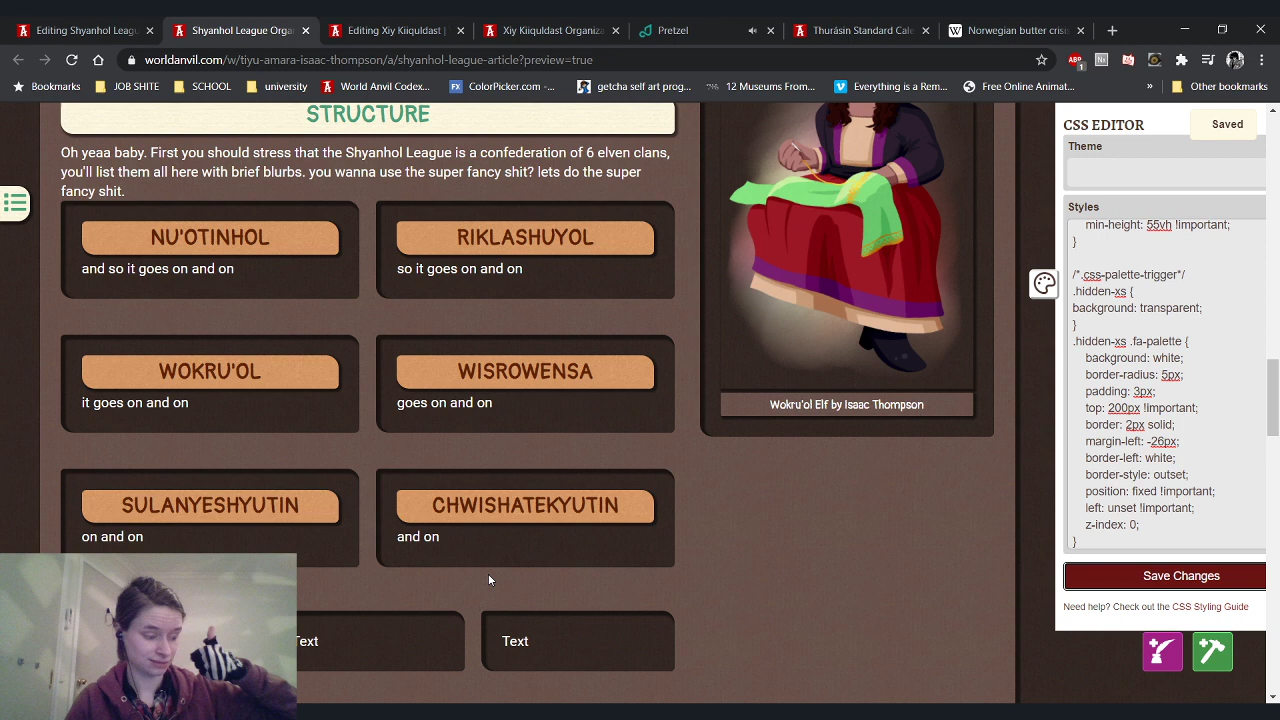 Editing Shyanhol Leagu
Shyanhol League Orga
Editing Xiy Kiiquldast |
Xiy Kiiquldast Organiza
Pretzel
Thurásin Standard Cale
Norwegian butter crisi
worldanvil.com/w/tiyu-amara-isaac-thompson/a/shyanhol-league-article?preview=true
Bookmarks
JOB SHITE
SCHOOL
university
World Anvil Codex...
ColorPicker.com -...
getcha self art prog...
12 Museums From...
Everything is a Rem...
Free Online Animat...
»
Other bookmarks
STRUCTURE
Oh yeaa baby. First you should stress that the Shyanhol League is a confederation of 6 elven clans,
you'll list them all here with brief blurbs. you wanna use the super fancy shit? lets do the super
fancy shit.
NU'OTINHOL
and so it goes on and on
RIKLASHUYOL
so it goes on and on
WOKRU'OL
it goes on and on
WISROWENSA
goes on and on
SULANYESHYUTIN
on and on
CHWISHATEKYUTIN
and on
Text
Text
Wokru'ol Elf by Isaac Thompson
CSS EDITOR
Saved
Theme
Styles
min-height: 55vh !important;
}
/*.css-palette-trigger*/
.hidden-xs {
background: transparent;
}
.hidden-xs .fa-palette {
background: white;
border-radius: 5px;
padding: 3px;
top: 200px !important;
border: 2px solid;
margin-left: -26px;
border-left: white;
border-style: outset;
position: fixed !important;
left: unset !important;
z-index: 0;
}
Save Changes
Need help? Check out the CSS Styling Guide